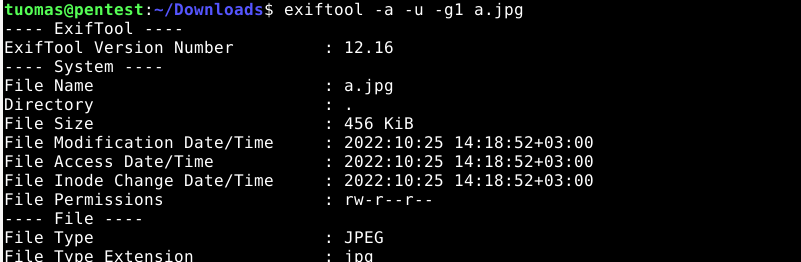 tuomas@pentest:~/Downloads$ exiftool -a -u -g1 a.jpg
---- ExifTool ----
ExifTool Version Number         : 12.16
---- System ----
File Name                       : a.jpg
Directory                       : .
File Size                       : 456 KiB
File Modification Date/Time     : 2022:10:25 14:18:52+03:00
File Access Date/Time           : 2022:10:25 14:18:52+03:00
File Inode Change Date/Time     : 2022:10:25 14:18:52+03:00
File Permissions                : rw-r--r--
---- File ----
File Type                       : JPEG
File Type Extension             : jpg